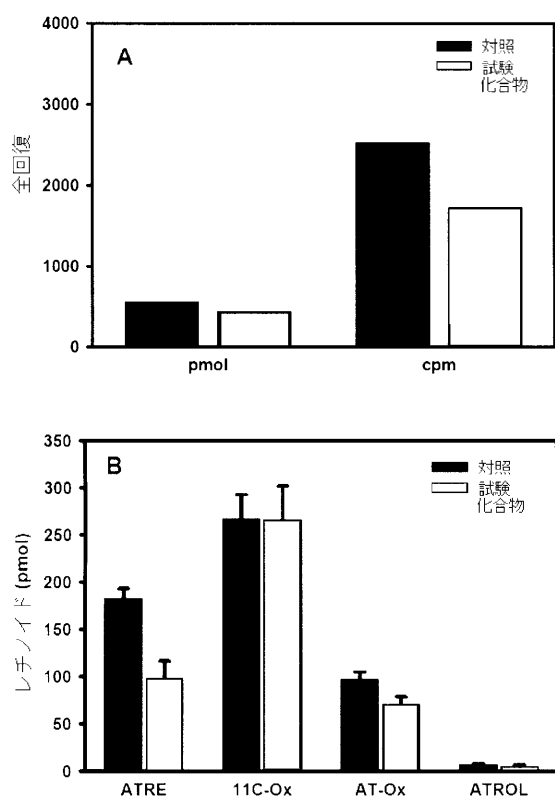 4000
3000
2000
1000
0
全回復
A
対照
試験
化合物
pmol
cpm
350
300
250
200
150
100
50
0
レチノイド (pmol)
B
対照
試験
化合物
ATRE
11C-Ox
AT-Ox
ATROL